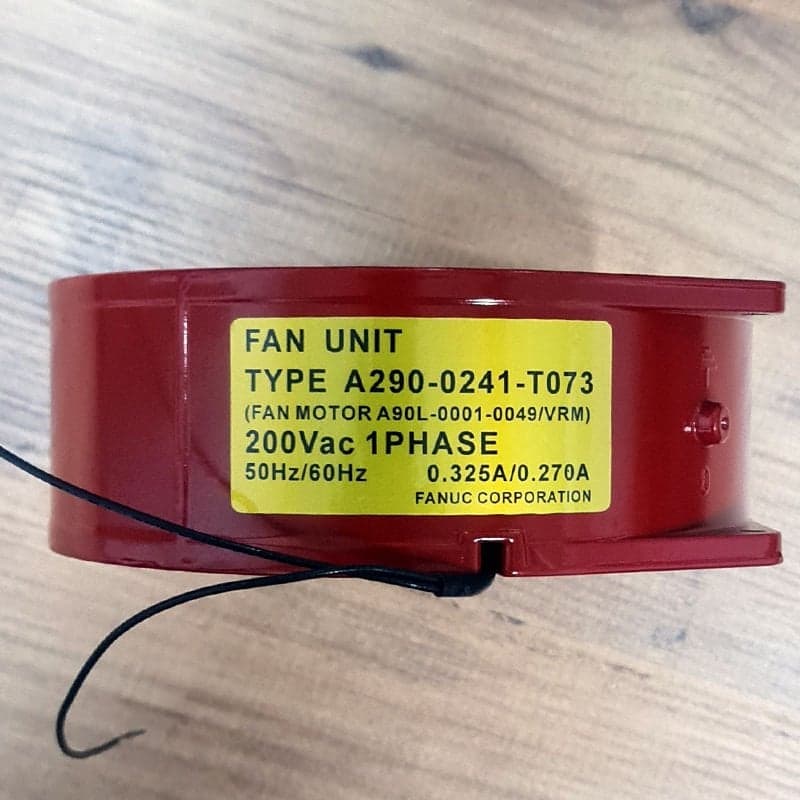 FAN UNIT
TYPE A290-0241-T073
(FAN MOTOR A90L-0001-0049/VRM)
200Vac 1PHASE
50Hz/60Hz 0.325A/0.270A
FANUC CORPORATION